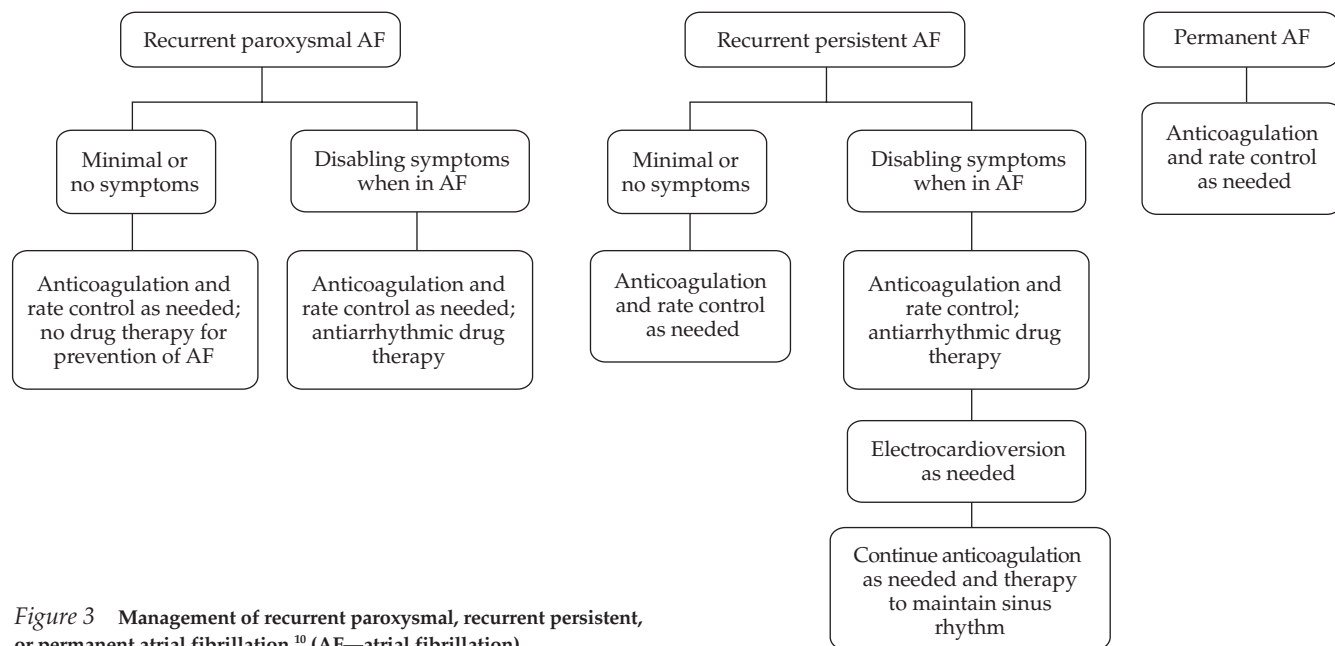 Recurrent paroxysmal AF
Minimal or
no symptoms
Disabling symptoms
when in AF
Anticoagulation and
rate control as needed;
no drug therapy for
prevention of AF
Anticoagulation and
rate control as needed;
antiarrhythmic drug
therapy
Recurrent persistent AF
Minimal or
no symptoms
Disabling symptoms
when in AF
Anticoagulation
and rate control
as needed
Anticoagulation and
rate control;
antiarrhythmic drug
therapy
Electrocardioversion
as needed
Continue anticoagulation
as needed and therapy
to maintain sinus
rhythm
Permanent AF
Anticoagulation
and rate control
as needed
Figure 3 Management of recurrent paroxysmal, recurrent persistent,
or permanent atrial fibrillation.10 (AF—atrial fibrillation)